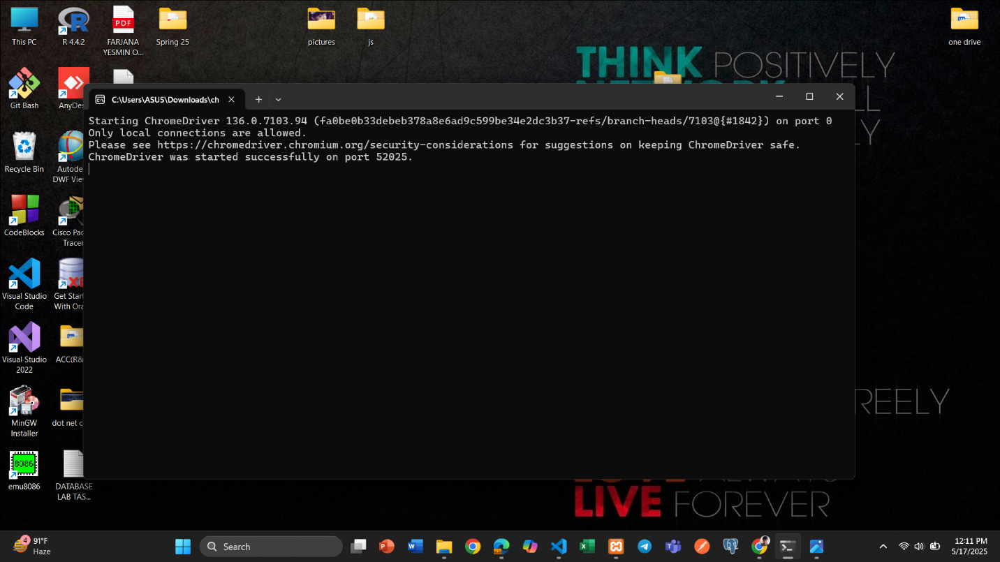 This PC
R 4.4.2
PDF
FARJANA
YESMIN O...
Spring 25
pictures
js
one drive
THINK POSITIVELY
Git Bash
AnyDes
C:\Users\ASUS\Downloads\ch
Starting ChromeDriver 136.0.7103.94 (fa0be0b33debeb378a8e6ad9c599be34e2dc3b37-refs/branch-heads/7103@{#1842}) on port 0
Only local connections are allowed.
Please see https://chromedriver.chromium.org/security-considerations for suggestions on keeping ChromeDriver safe.
ChromeDriver was started successfully on port 52025.
Recycle Bin
Autode
DWF Vie
CodeBlocks
Cisco Pac
Tracer
Visual Studio
Code
Get Star
With Ora
Visual Studio
2022
ACC(R&
MinGW
Installer
dot net c
REELY
8086
emu8086
DATABASE
LAB TAS...
LIVE FOREVER
4
91°F
Haze
Search
12:11 PM
5/17/2025